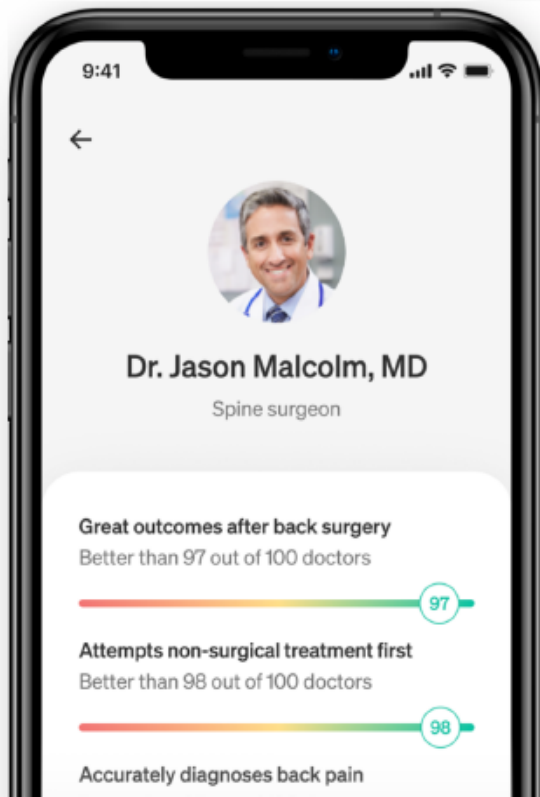 9:41
Dr. Jason Malcolm, MD
Spine surgeon
Great outcomes after back surgery
Better than 97 out of 100 doctors
97
Attempts non-surgical treatment first
Better than 98 out of 100 doctors
98
Accurately diagnoses back pain